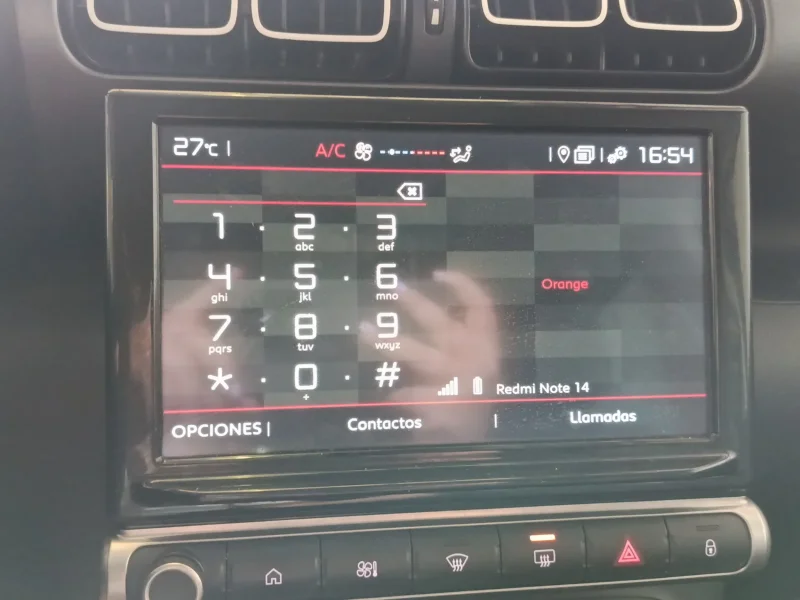 27°C A/C 16:54
1 2 3
abc def
4 5 6
ghi jkl mno
Orange
7 8 9
pqrs tuv wxyz
* 0 #
+
Redmi Note 14
OPCIONES Contactos Llamadas